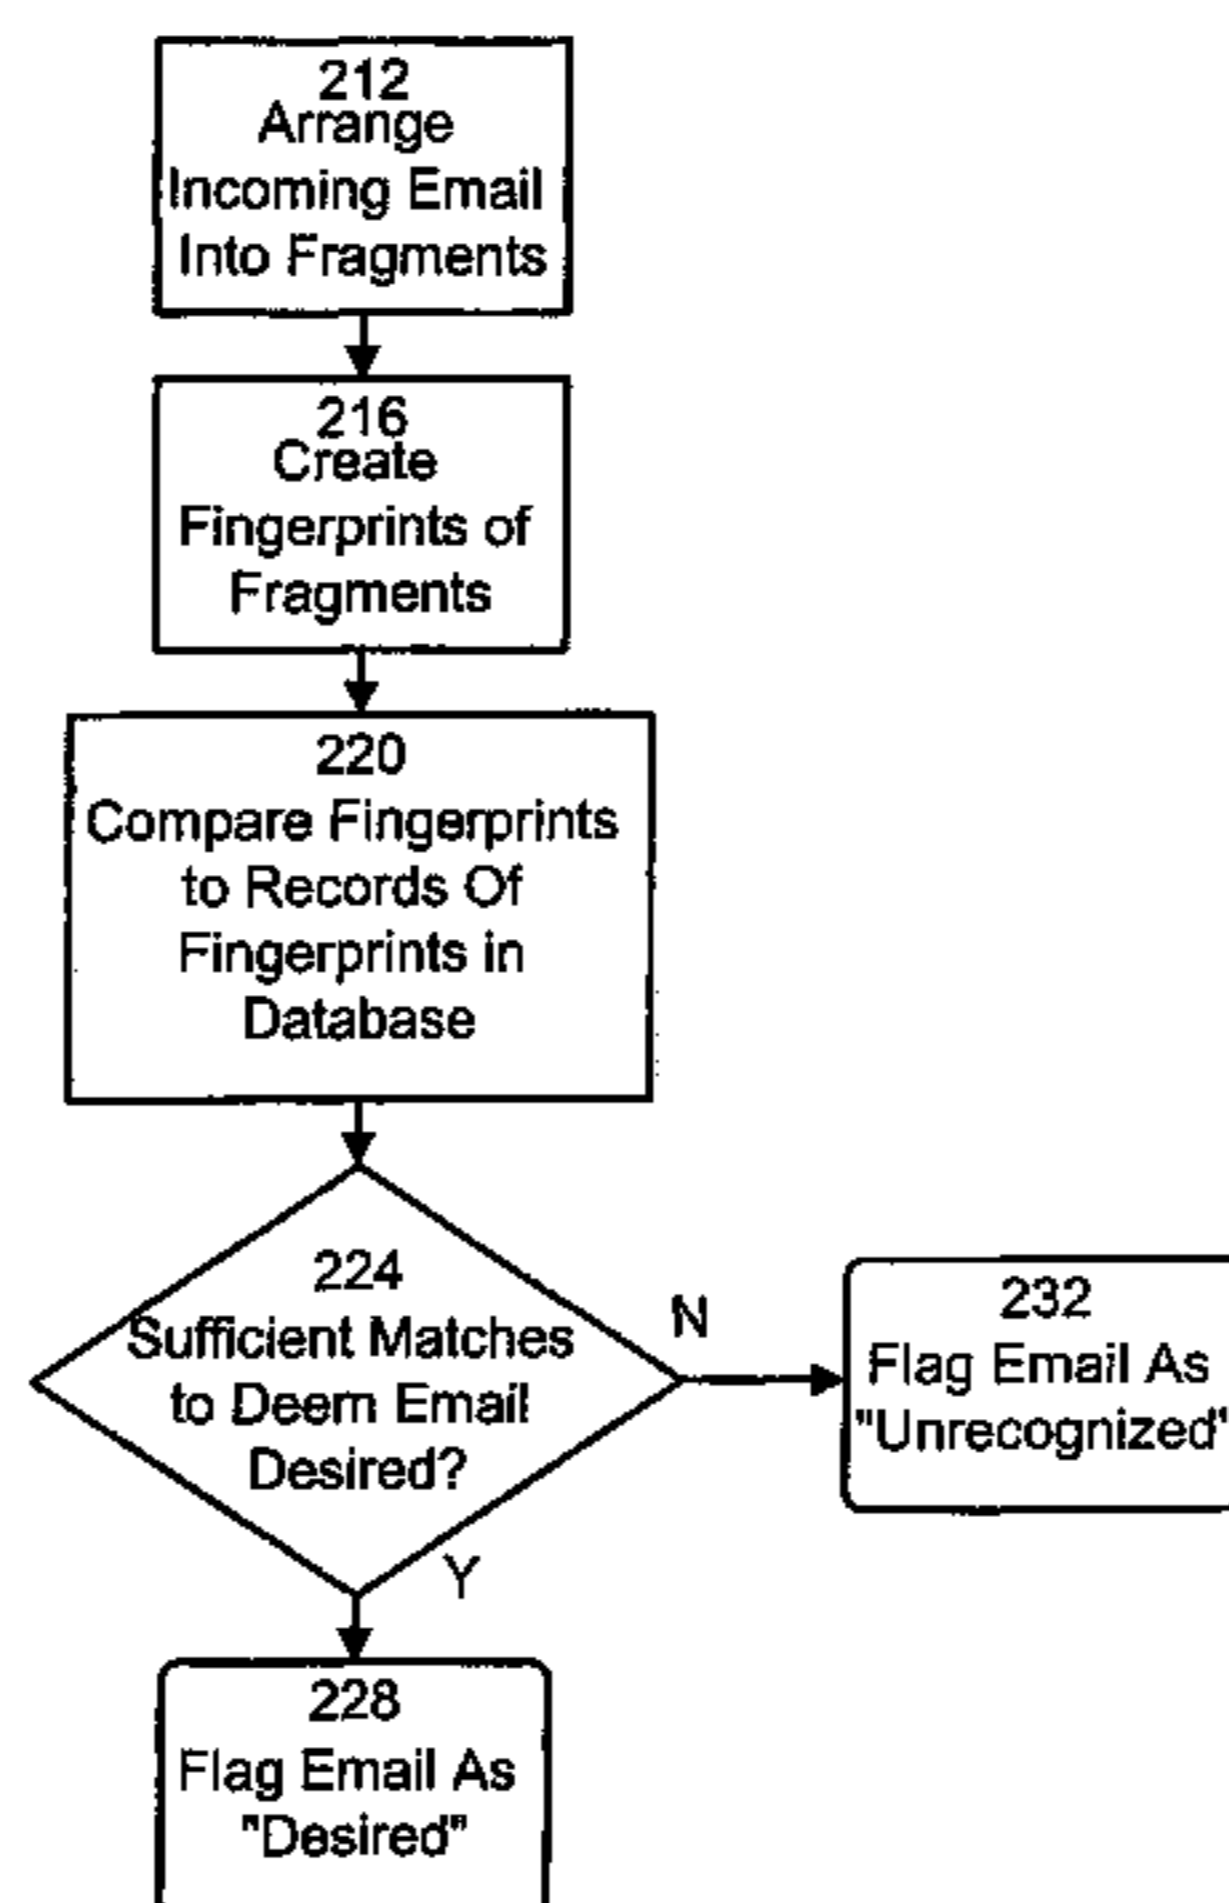 212
Arrange
Incoming Email
Into Fragments
216
Create
Fingerprints of
Fragments
220
Compare Fingerprints
to Records Of
Fingerprints in
Database
224
Sufficient Matches
to Deem Email
Desired?
N
232
Flag Email As
"Unrecognized"
Y
228
Flag Email As
"Desired"